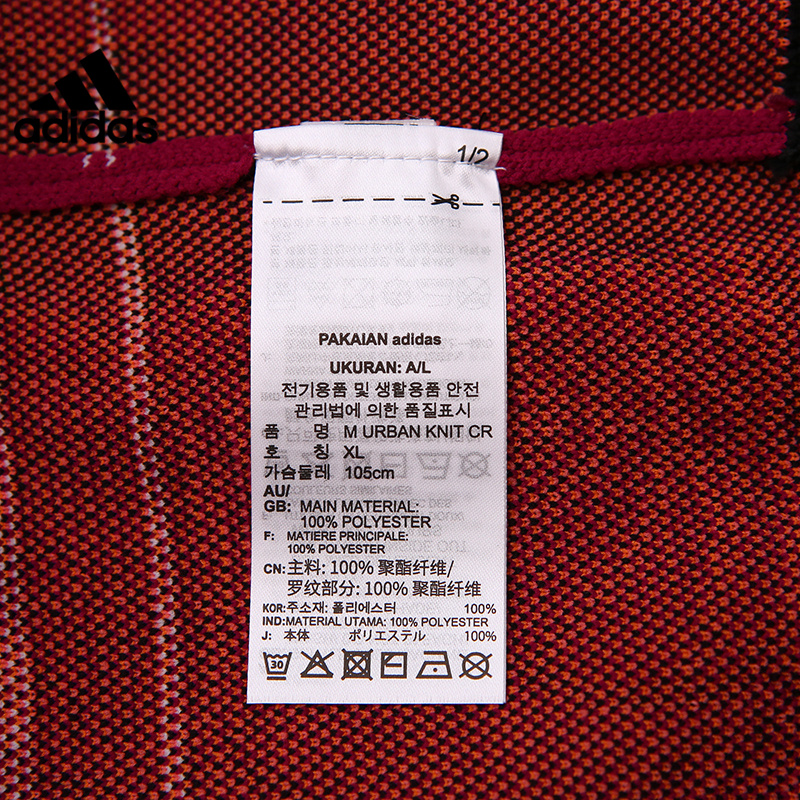 adidas
1/2
PAKAIAN adidas
UKURAN: A/L
전기용품 및 생활용품 안전
관리법에 의한 품질표시
품 명 M URBAN KNIT CR
호 칭 XL
가슴둘레 105cm
AU/
GB: MAIN MATERIAL:
100% POLYESTER
F: MATIERE PRINCIPALE:
100% POLYESTER
CN:主料: 100% 聚酯纤维/
罗纹部分: 100% 聚酯纤维
KOR:주소재: 폴리에스터 100%
IND:MATERIAL UTAMA: 100% POLYESTER
J: 本体 ポリエステル 100%
30